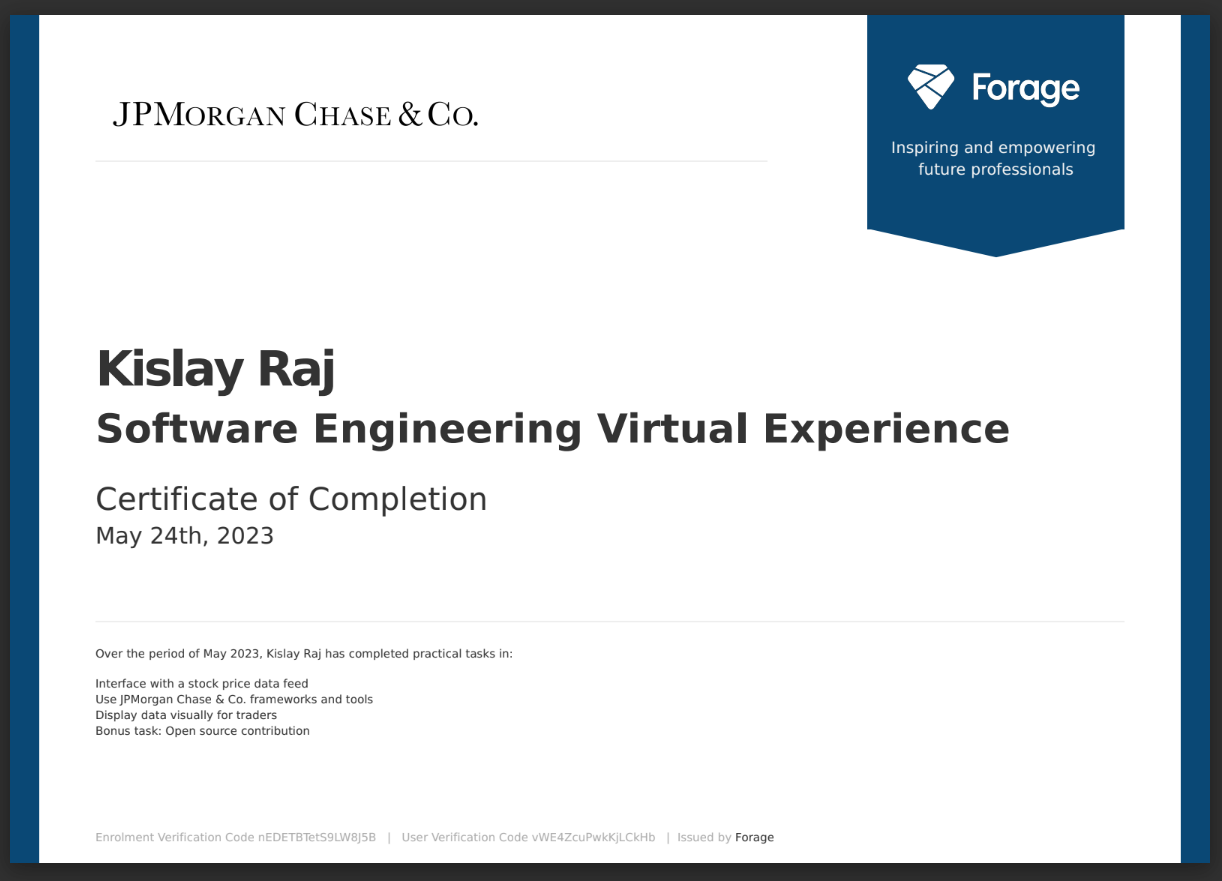 JPMORGAN CHASE & CO.
Forage
Inspiring and empowering
future professionals
Kislay Raj
Software Engineering Virtual Experience
Certificate of Completion
May 24th, 2023
Over the period of May 2023, Kislay Raj has completed practical tasks in:
Interface with a stock price data feed
Use JPMorgan Chase & Co. frameworks and tools
Display data visually for traders
Bonus task: Open source contribution
Enrolment Verification Code nEDETBTetS9LW8J5B | User Verification Code vWE4ZcuPwkKjLCkHb | Issued by Forage